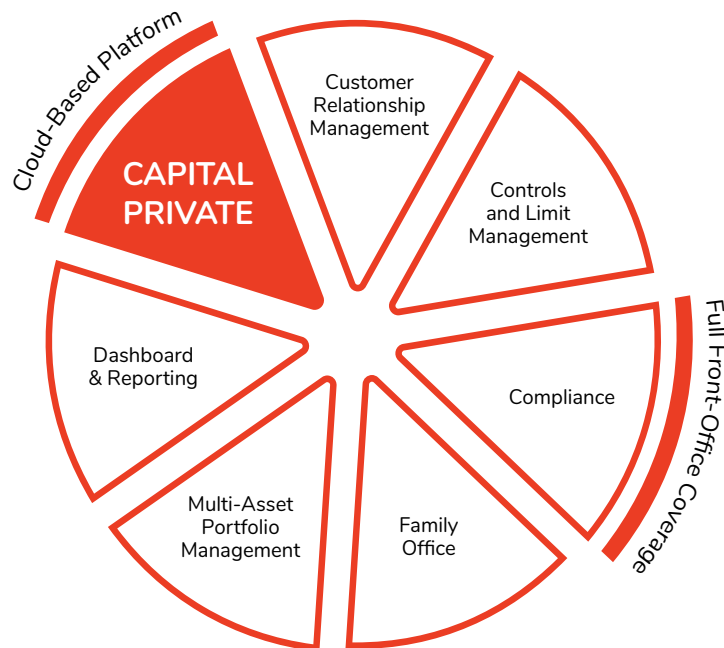 Cloud-Based Platform
CAPITAL
PRIVATE
Customer
Relationship
Management
Controls
and Limit
Management
Full Front-Office Coverage
Compliance
Family
Office
Multi-Asset
Portfolio
Management
Dashboard
& Reporting